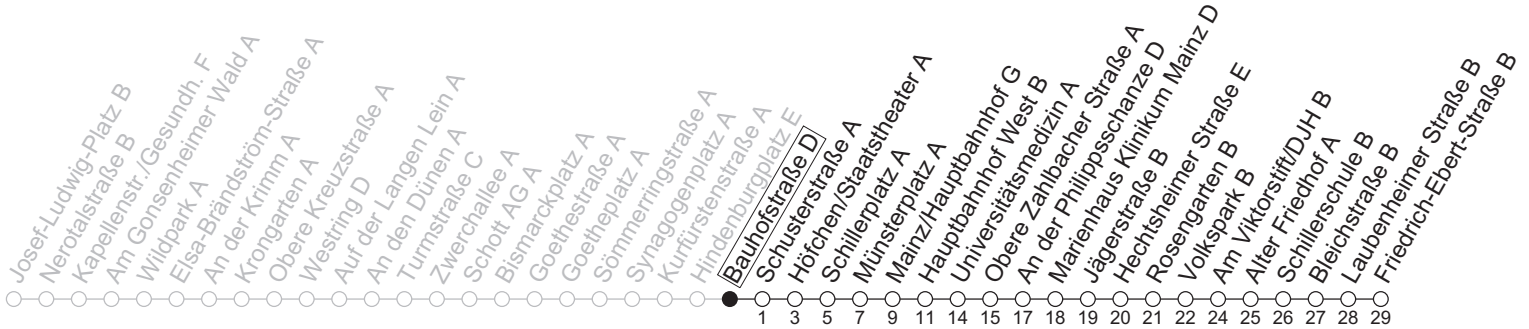 Josef-Ludwig-Platz B
Nerotalstraße B
Kapellenstr./Gesundh. F
Am Gonsenheimer Wald A
Wildpark A
Elsa-Brändström-Straße A
An der Krimm A
Krongarten A
Obere Kreuzstraße A
Westring D
Auf der Langen Lein A
An den Dünen A
Turmstraße C
Zwerchallee A
Schott AG A
Bismarckplatz A
Goethestraße A
Goetheplatz A
Sömmerringstraße A
Synagogenplatz A
Kurfürstenstraße A
Hindenburgplatz E
Bauhofstraße D
Schusterstraße A
Höfchen/Staatstheater A
Schillerplatz A
Münsterplatz A
Mainz/Hauptbahnhof G
Hauptbahnhof West B
Universitätsmedizin A
Obere Zahlbacher Straße A
An der Philippsschanze D
Marienhaus Klinikum Mainz D
Jägerstraße B
Hechtsheimer Straße E
Rosengarten B
Volkspark B
Am Viktorstift/DJH B
Alter Friedhof A
Schillerschule B
Bleichstraße B
Laubenheimer Straße B
Friedrich-Ebert-Straße B
1 3 5 7 9 11 14 15 17 18 19 20 21 22 24 25 26 27 28 29